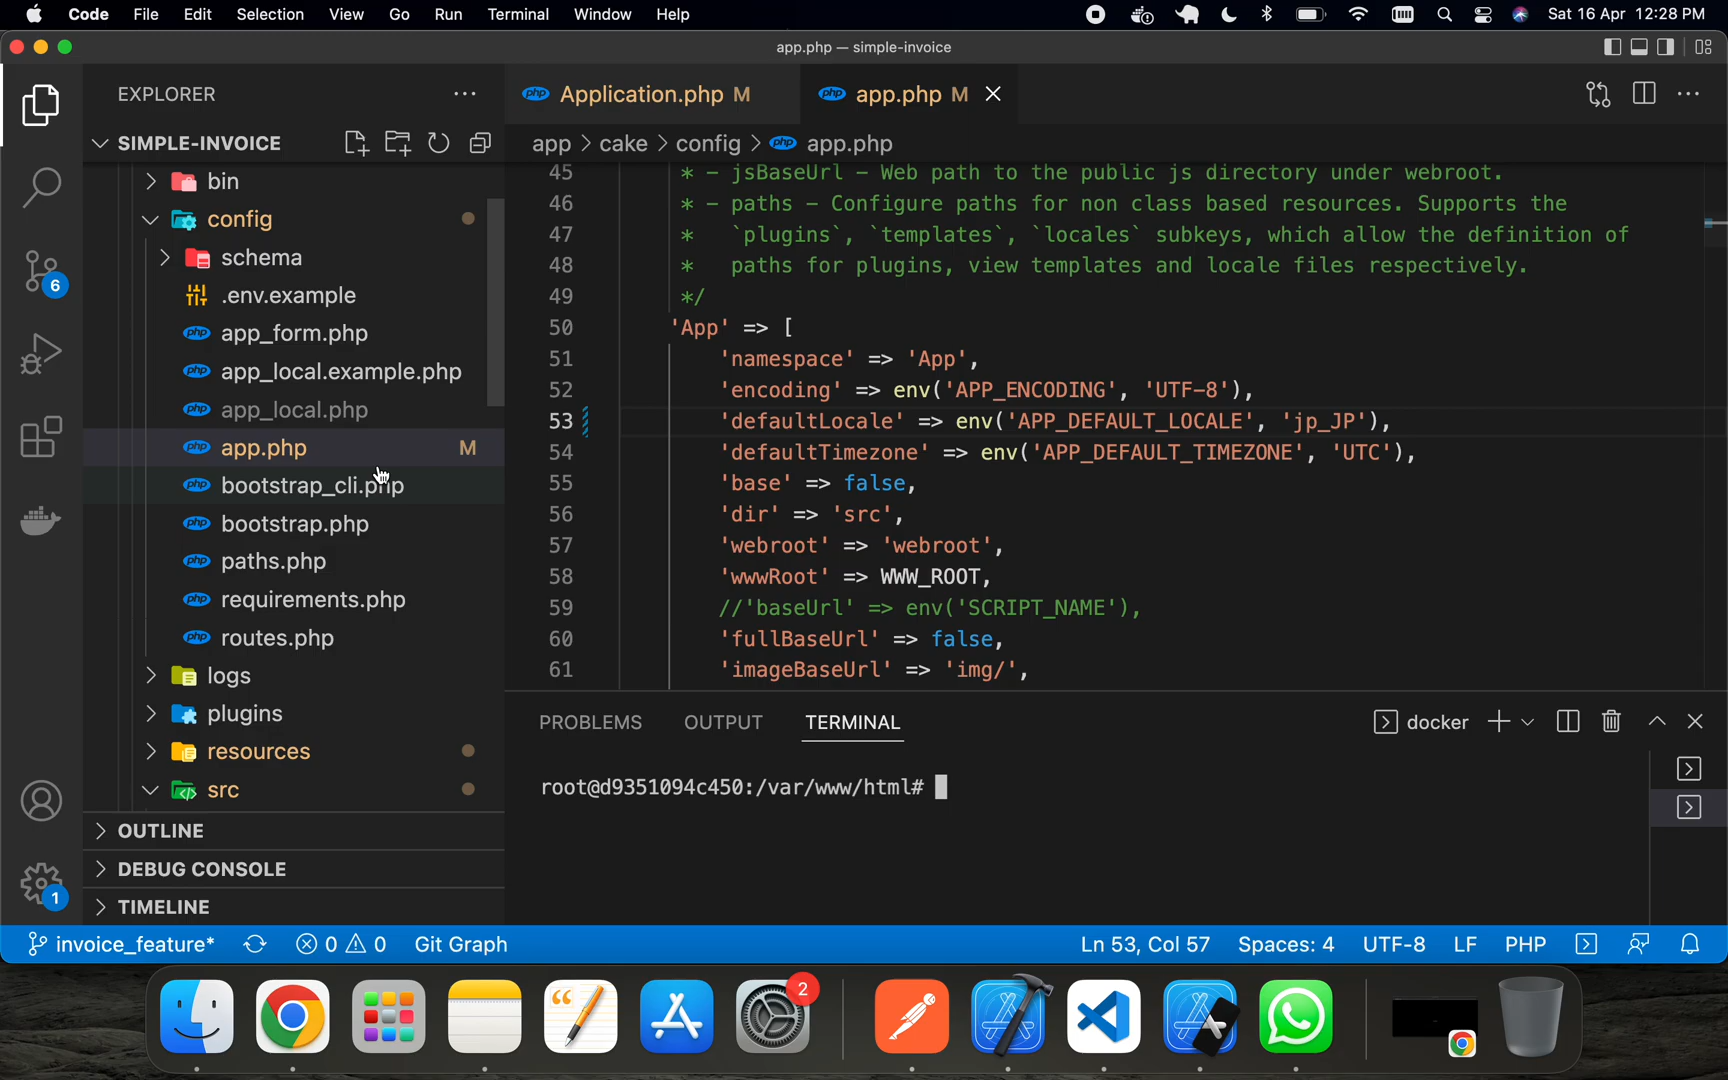 Code File Edit Selection View Go Run Terminal Window Help Sat 16 Apr 12:28 PM
app.php — simple-invoice
EXPLORER
SIMPLE-INVOICE
bin
config
schema
.env.example
app_form.php
app_local.example.php
app_local.php
app.php M
bootstrap_cli.php
bootstrap.php
paths.php
requirements.php
routes.php
logs
plugins
resources
src
OUTLINE
DEBUG CONSOLE
TIMELINE
6
1
php Application.php M php app.php M
app > cake > config > php app.php
45 * - jsBaseUrl - Web path to the public js directory under webroot.
46 * - paths - Configure paths for non class based resources. Supports the
47 * `plugins`, `templates`, `locales` subkeys, which allow the definition of
48 * paths for plugins, view templates and locale files respectively.
49 */
50 'App' => [
51 'namespace' => 'App',
52 'encoding' => env('APP_ENCODING', 'UTF-8'),
53 'defaultLocale' => env('APP_DEFAULT_LOCALE', 'jp_JP'),
54 'defaultTimezone' => env('APP_DEFAULT_TIMEZONE', 'UTC'),
55 'base' => false,
56 'dir' => 'src',
57 'webroot' => 'webroot',
58 'wwwRoot' => WWW_ROOT,
59 //'baseUrl' => env('SCRIPT_NAME'),
60 'fullBaseUrl' => false,
61 'imageBaseUrl' => 'img/',
PROBLEMS OUTPUT TERMINAL docker
root@d9351094c450:/var/www/html#
invoice_feature* 0 0 Git Graph Ln 53, Col 57 Spaces: 4 UTF-8 LF PHP
2